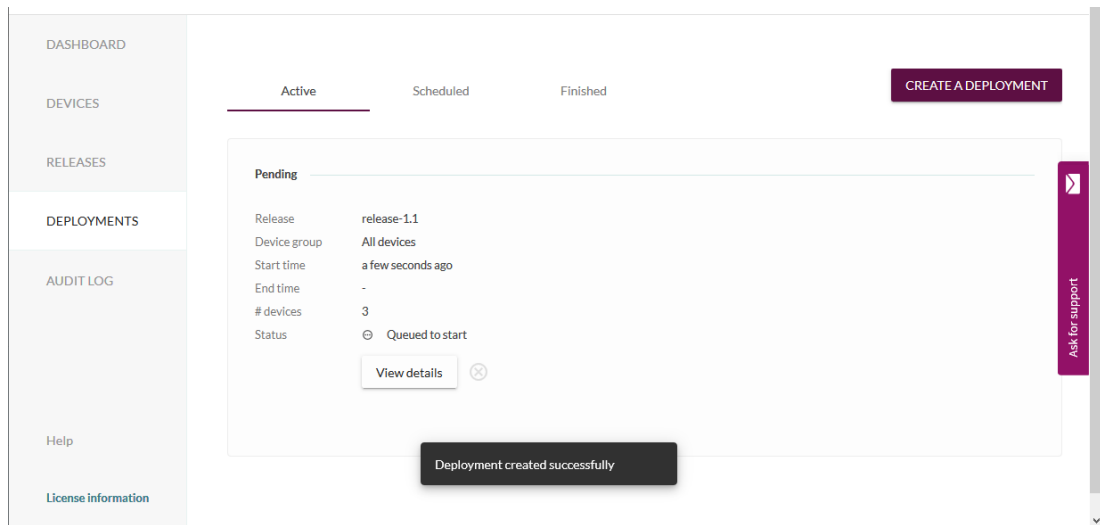 DASHBOARD
DEVICES
RELEASES
DEPLOYMENTS
AUDIT LOG
Help
License information
Active Scheduled Finished
CREATE A DEPLOYMENT
Pending
Release release-1.1
Device group All devices
Start time a few seconds ago
End time -
# devices 3
Status Queued to start
View details
Deployment created successfully
Ask for support